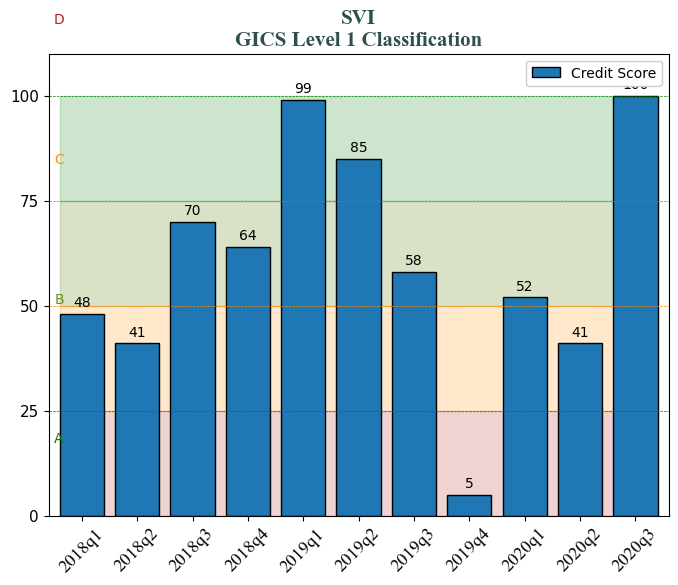 D
SVI
GICS Level 1 Classification
Credit Score
100
75
50
25
0
C
B
A
48
41
70
64
99
85
58
5
52
41
100
2018q1
2018q2
2018q3
2018q4
2019q1
2019q2
2019q3
2019q4
2020q1
2020q2
2020q3